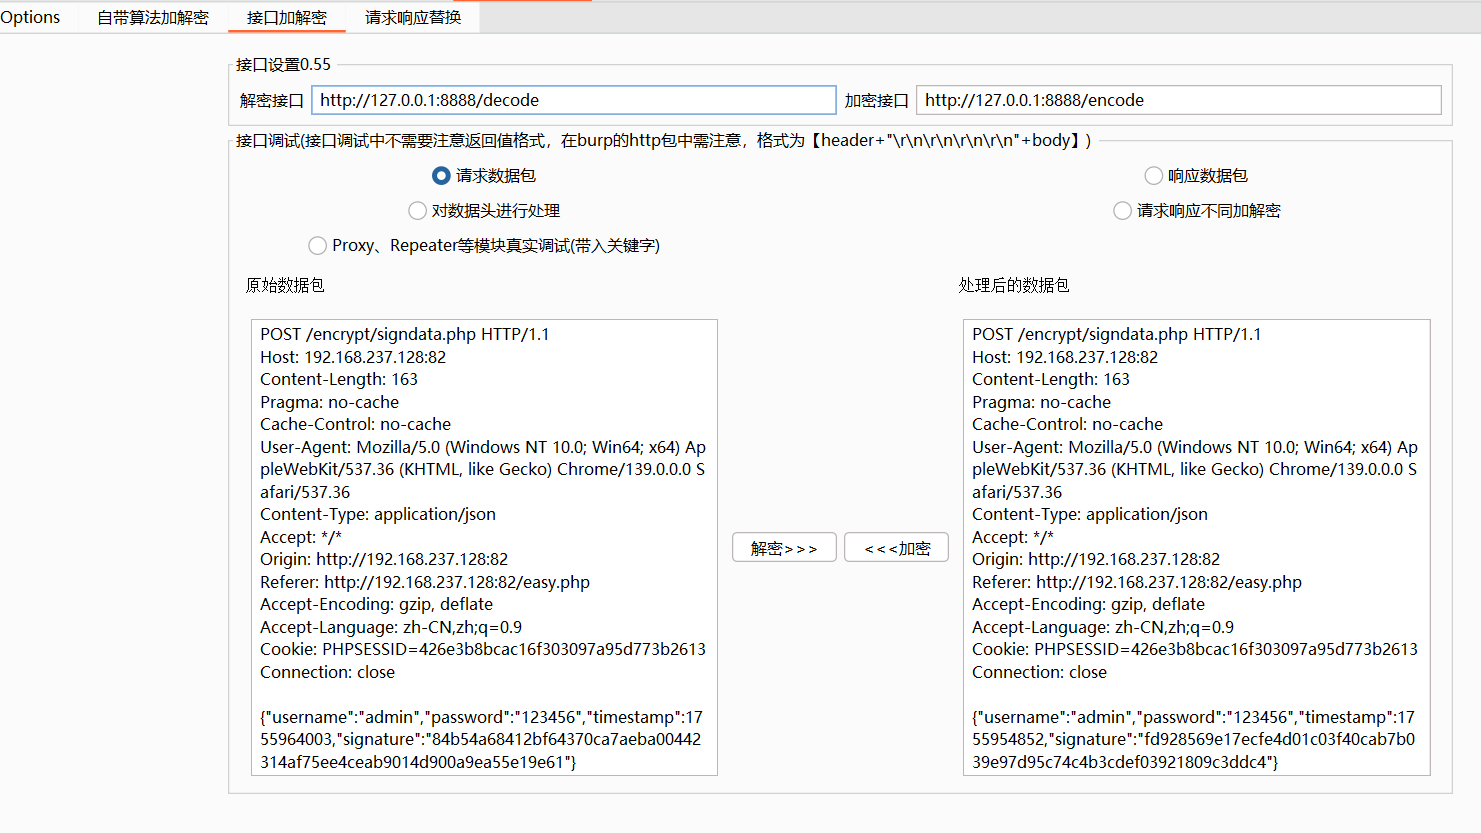 Options 自带算法加解密 接口加解密 请求响应替换
接口设置0.55
解密接口 http://127.0.0.1:8888/decode 加密接口 http://127.0.0.1:8888/encode
接口调试(接口调试中不需要注意返回值格式，在burp的http包中需注意，格式为【header+"\r\n\r\n\r\n\r\n"+body】)
请求数据包 响应数据包
对数据头进行处理 请求响应不同加解密
Proxy、Repeater等模块真实调试(带入关键字)
原始数据包
POST /encrypt/signdata.php HTTP/1.1
Host: 192.168.237.128:82
Content-Length: 163
Pragma: no-cache
Cache-Control: no-cache
User-Agent: Mozilla/5.0 (Windows NT 10.0; Win64; x64) Ap
pleWebKit/537.36 (KHTML, like Gecko) Chrome/139.0.0.0 S
afari/537.36
Content-Type: application/json
Accept: */*
Origin: http://192.168.237.128:82
Referer: http://192.168.237.128:82/easy.php
Accept-Encoding: gzip, deflate
Accept-Language: zh-CN,zh;q=0.9
Cookie: PHPSESSID=426e3b8bcac16f303097a95d773b2613
Connection: close
{"username":"admin","password":"123456","timestamp":17
55964003,"signature":"84b54a68412bf64370ca7aeba00442
314af75ee4ceab9014d900a9ea55e19e61"}
解密>>> <<<加密
处理后的数据包
POST /encrypt/signdata.php HTTP/1.1
Host: 192.168.237.128:82
Content-Length: 163
Pragma: no-cache
Cache-Control: no-cache
User-Agent: Mozilla/5.0 (Windows NT 10.0; Win64; x64) Ap
pleWebKit/537.36 (KHTML, like Gecko) Chrome/139.0.0.0 S
afari/537.36
Content-Type: application/json
Accept: */*
Origin: http://192.168.237.128:82
Referer: http://192.168.237.128:82/easy.php
Accept-Encoding: gzip, deflate
Accept-Language: zh-CN,zh;q=0.9
Cookie: PHPSESSID=426e3b8bcac16f303097a95d773b2613
Connection: close
{"username":"admin","password":"123456","timestamp":17
55954852,"signature":"fd928569e17ecfe4d01c03f40cab7b0
39e97d95c74c4b3cdef03921809c3ddc4"}